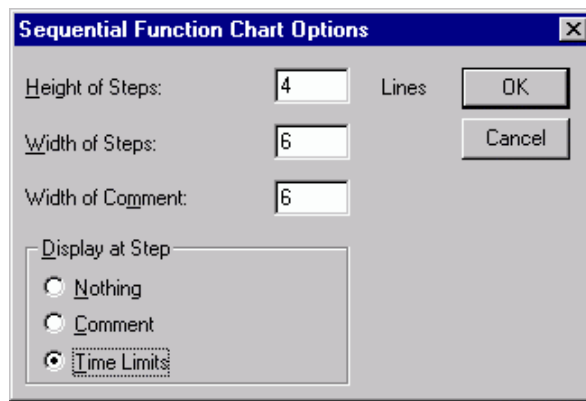 Sequential Function Chart Options
Height of Steps: 4 Lines OK
Width of Steps: 6 Cancel
Width of Comment: 6
Display at Step
Nothing
Comment
Time Limits